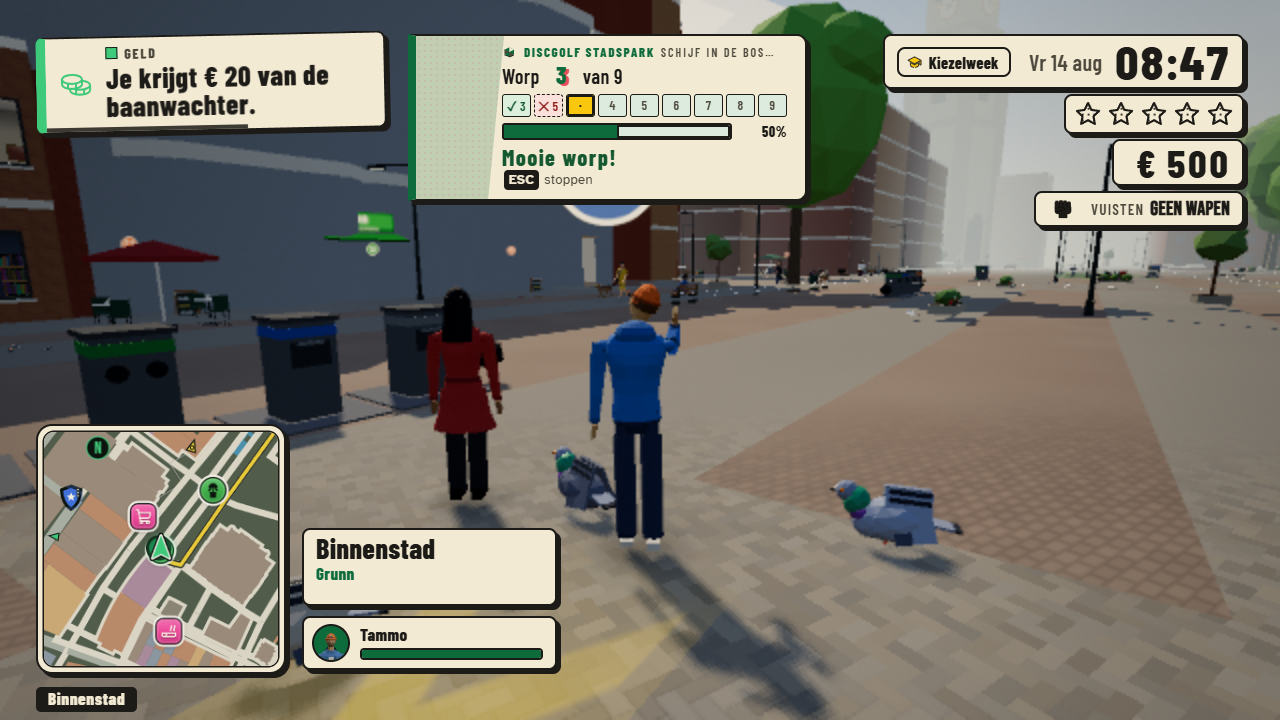 GELD
Je krijgt € 20 van de
baanwachter.
DISCGOLF STADSPARK SCHIJF IN DE BOS…
Worp 3 van 9
✓3 ✕5 · 4 5 6 7 8 9
50%
Mooie worp!
ESC stoppen
Kiezelweek Vr 14 aug 08:47
€ 500
VUISTEN GEEN WAPEN
N
Binnenstad
Grunn
Tammo
Binnenstad